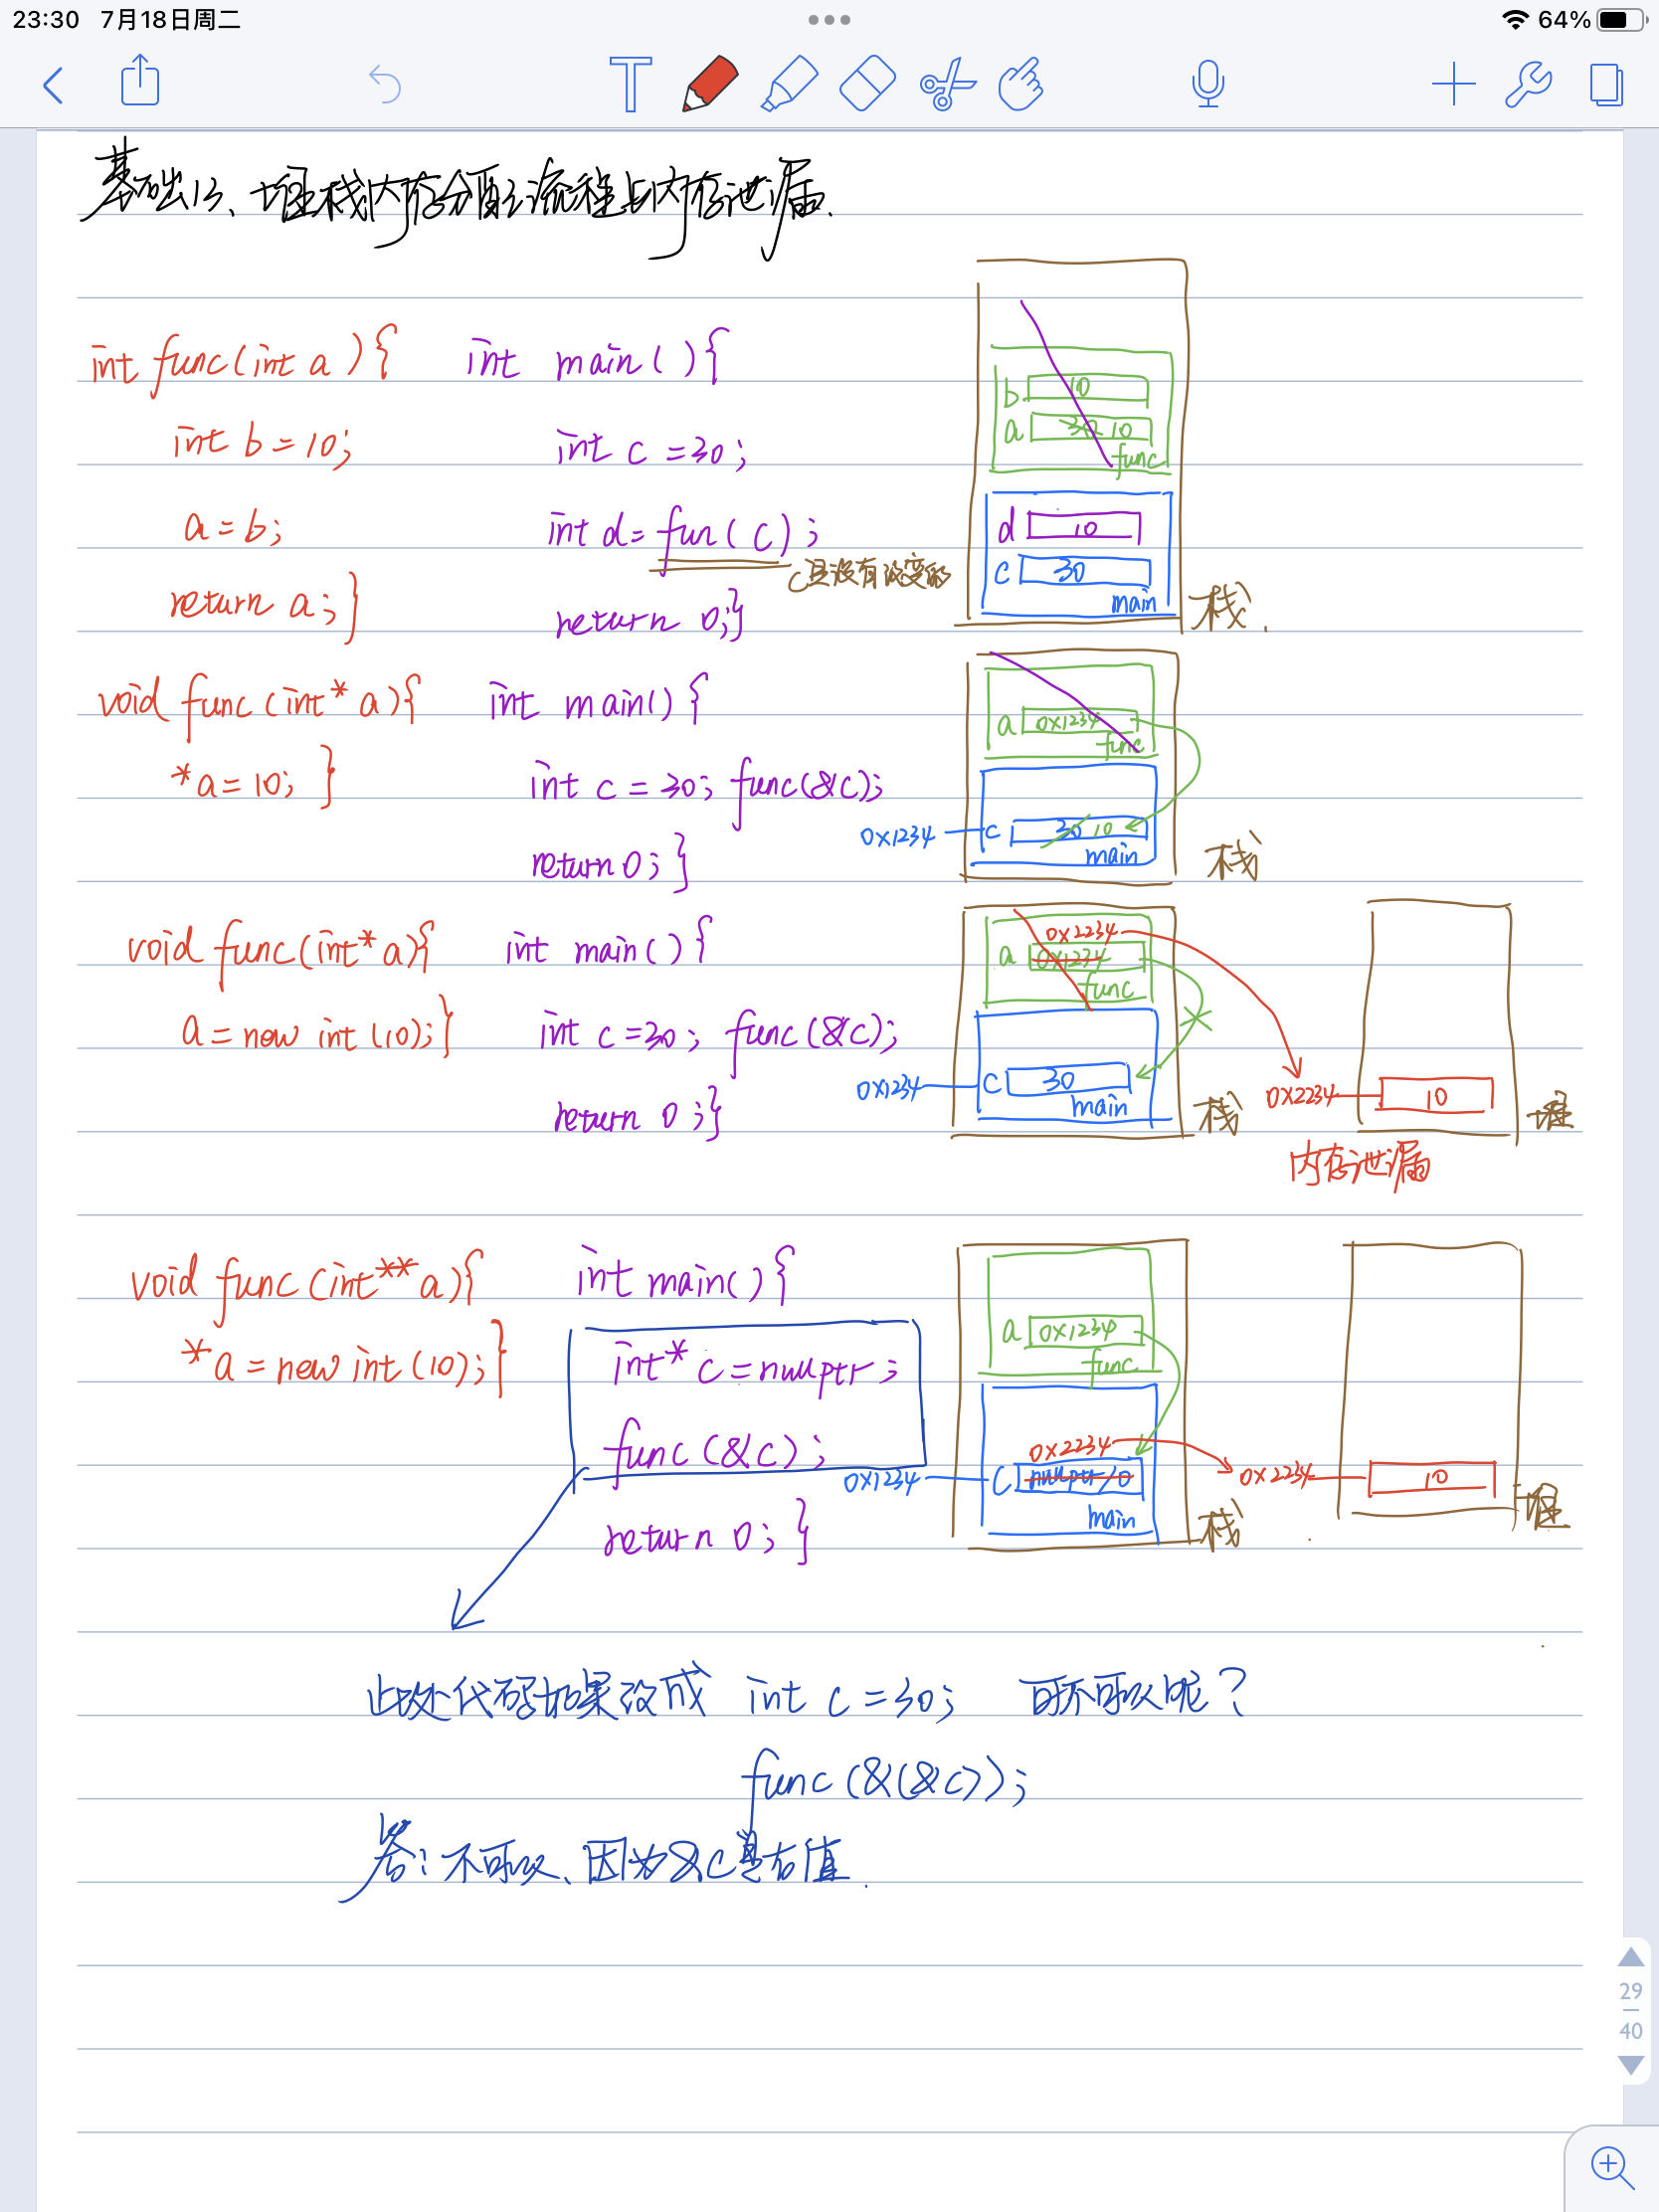 23:30 7月18日周二
64%
基础13、堆栈内存分配之流程与内存泄漏.
int func(int a){
int b=10;
a=b;
return a;}
int main(){
int c=30;
int d=fun(c);
c是没有改变的
return 0;}
b 10
a 30 10
func
d 10
c 30
main
栈.
void func(int* a){
*a=10; }
int main(){
int c=30; func(&c);
return 0; }
a 0x1234
func
0x1234 c 30 10
main
栈
void func(int* a){
a=new int(10);}
int main(){
int c=30; func(&c);
return 0;}
0x2234
a 0x1234
func
0x1234 c 30
main
栈
0x2234 10
堆
内存泄漏
void func(int** a){
*a=new int(10);}
int main(){
int* c=nullptr;
func(&c);
return 0; }
a 0x1234
func
0x2234
0x1234 c nullptr/0
main
栈
0x2234 10
堆
此处代码如果改成 int c=30; 可不可以呢?
func(&(&c));
答:不可以、因为&c是右值.
29
40